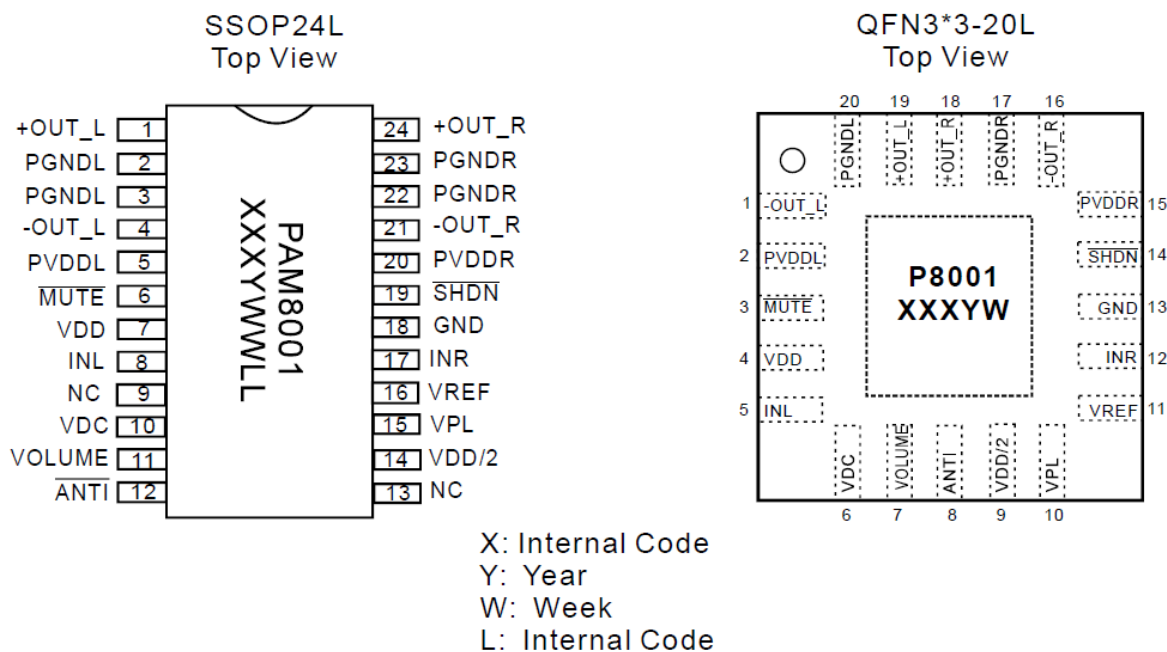 SSOP24L
Top View
+OUT_L 1
PGNDL 2
PGNDL 3
-OUT_L 4
PVDDL 5
M̅U̅T̅E̅ 6
VDD 7
INL 8
NC 9
VDC 10
VOLUME 11
A̅N̅T̅I̅ 12
PAM8001
XXXYWWLL
24 +OUT_R
23 PGNDR
22 PGNDR
21 -OUT_R
20 PVDDR
19 S̅H̅D̅N̅
18 GND
17 INR
16 VREF
15 VPL
14 VDD/2
13 NC
QFN3*3-20L
Top View
20 19 18 17 16
PGNDL +OUT_L +OUT_R PGNDR -OUT_R
1 -OUT_L
2 PVDDL
3 M̅U̅T̅E̅
4 VDD
5 INL
P8001
XXXYW
PVDDR 15
S̅H̅D̅N̅ 14
GND 13
INR 12
VREF 11
VDC VOLUME ANTI VDD/2 VPL
6 7 8 9 10
X: Internal Code
Y: Year
W: Week
L: Internal Code